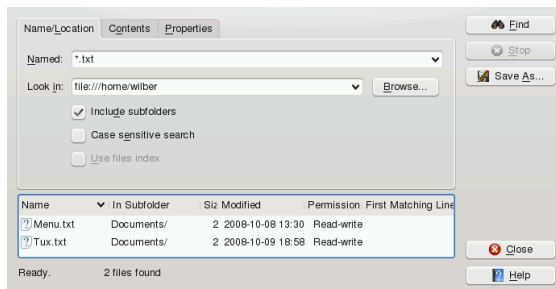 Name/Location Contents Properties
Find
Named: *.txt
Stop
Save As...
Look in: file:///home/wilber Browse...
Include subfolders
Case sensitive search
Use files index
Name In Subfolder Siz Modified Permission First Matching Line
Menu.txt Documents/ 2 2008-10-08 13:30 Read-write
Tux.txt Documents/ 2 2008-10-09 18:58 Read-write
Close
Ready. 2 files found
Help